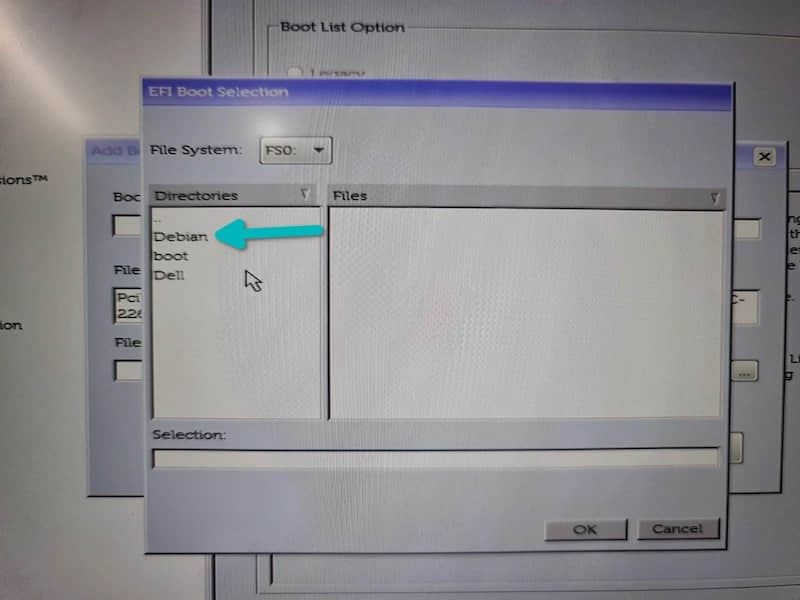 Boot List Option
Legacy
EFI Boot Selection
Add B
File System: FS0:
sions™
Boc
Directories
Files
..
Debian
boot
Dell
File
Pci
226
C-
ion
File
...
Selection:
OK
Cancel